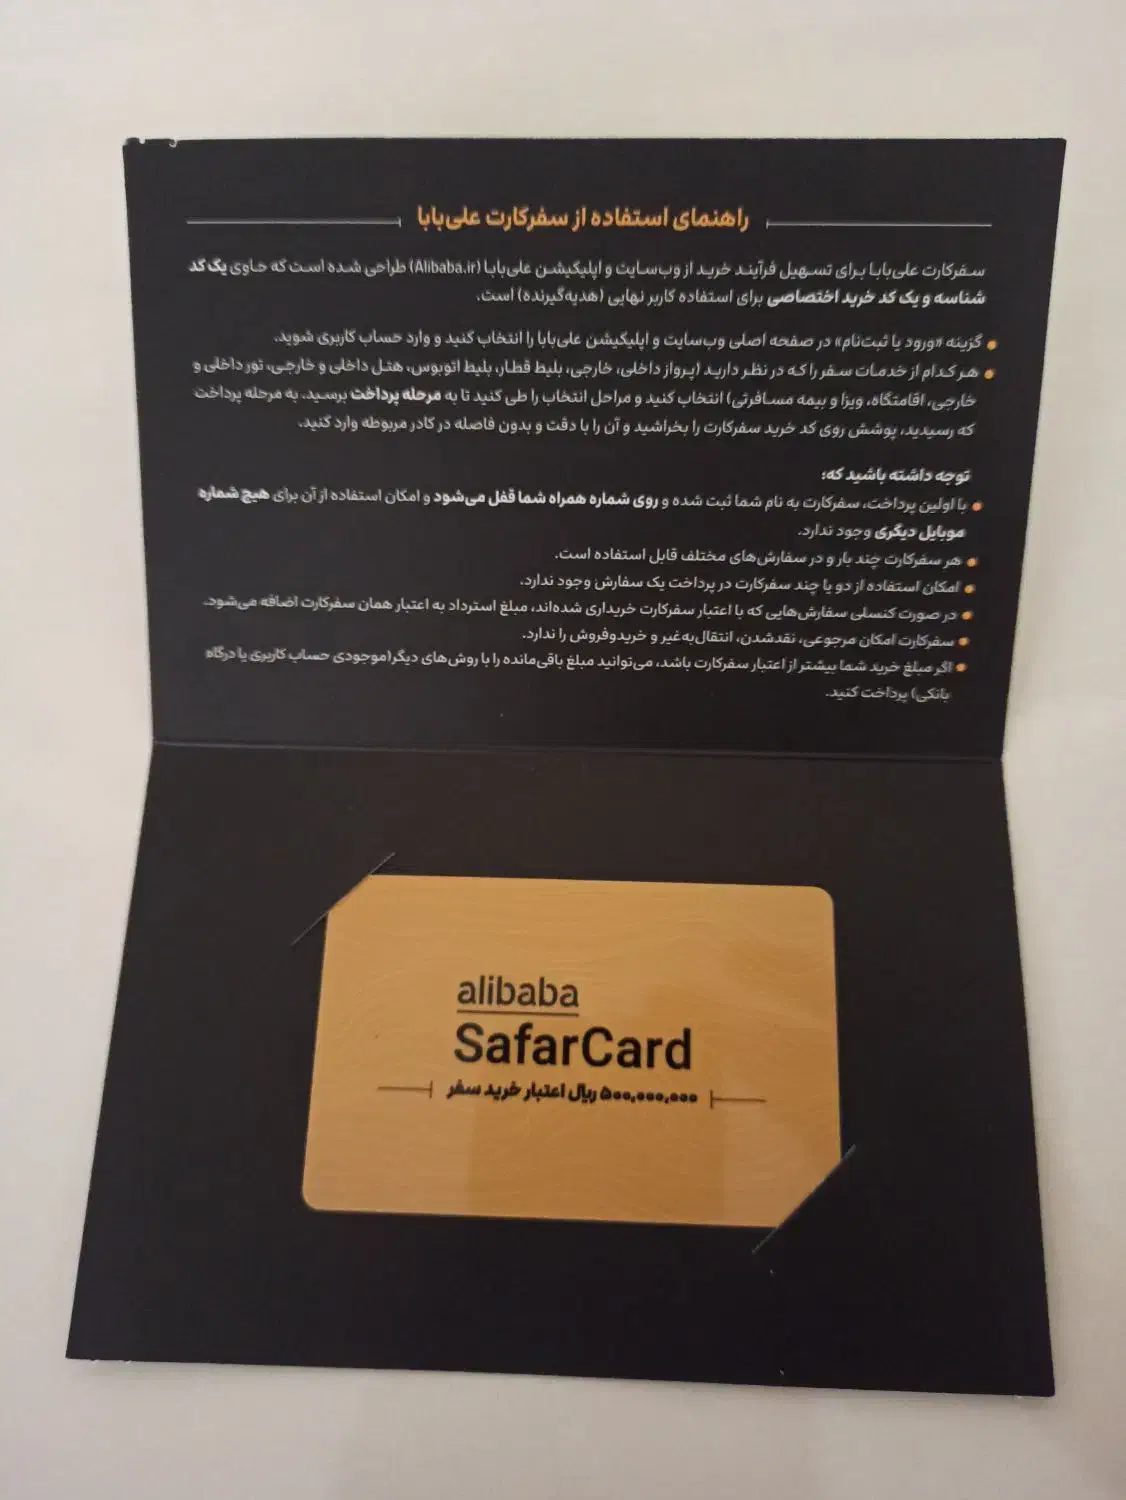 راهنمای استفاده از سفرکارت علی‌بابا
سفرکارت علی‌بابا برای تسهیل فرآیند خرید از وب‌سایت و اپلیکیشن علی‌بابا (Alibaba.ir) طراحی شده است که حاوی یک کد
شناسه و یک کد خرید اختصاصی برای استفاده کاربر نهایی (هدیه‌گیرنده) است.
● گزینه «ورود یا ثبت‌نام» در صفحه اصلی وب‌سایت و اپلیکیشن علی‌بابا را انتخاب کنید و وارد حساب کاربری شوید.
● هر کدام از خدمات سفر را که در نظر دارید (پرواز داخلی، خارجی، بلیط قطار، بلیط اتوبوس، هتل داخلی و خارجی، تور داخلی و
خارجی، اقامتگاه، ویزا و بیمه مسافرتی) انتخاب کنید و مراحل انتخاب را طی کنید تا به مرحله پرداخت برسید. به مرحله پرداخت
که رسیدید، پوشش روی کد خرید سفرکارت را بخراشید و آن را با دقت و بدون فاصله در کادر مربوطه وارد کنید.
توجه داشته باشید که:
● با اولین پرداخت، سفرکارت به نام شما ثبت شده و روی شماره همراه شما قفل می‌شود و امکان استفاده از آن برای هیچ شماره
موبایل دیگری وجود ندارد.
● هر سفرکارت چند بار و در سفارش‌های مختلف قابل استفاده است.
● امکان استفاده از دو یا چند سفرکارت در پرداخت یک سفارش وجود ندارد.
● در صورت کنسلی سفارش‌هایی که با اعتبار سفرکارت خریداری شده‌اند، مبلغ استرداد به اعتبار همان سفرکارت اضافه می‌شود.
● سفرکارت امکان مرجوعی، نقدشدن، انتقال‌به‌غیر و خریدوفروش را ندارد.
● اگر مبلغ خرید شما بیشتر از اعتبار سفرکارت باشد، می‌توانید مبلغ باقی‌مانده را با روش‌های دیگر(موجودی حساب کاربری یا درگاه
بانکی) پرداخت کنید.
alibaba
SafarCard
۵۰۰,۰۰۰,۰۰۰ ریال اعتبار خرید سفر